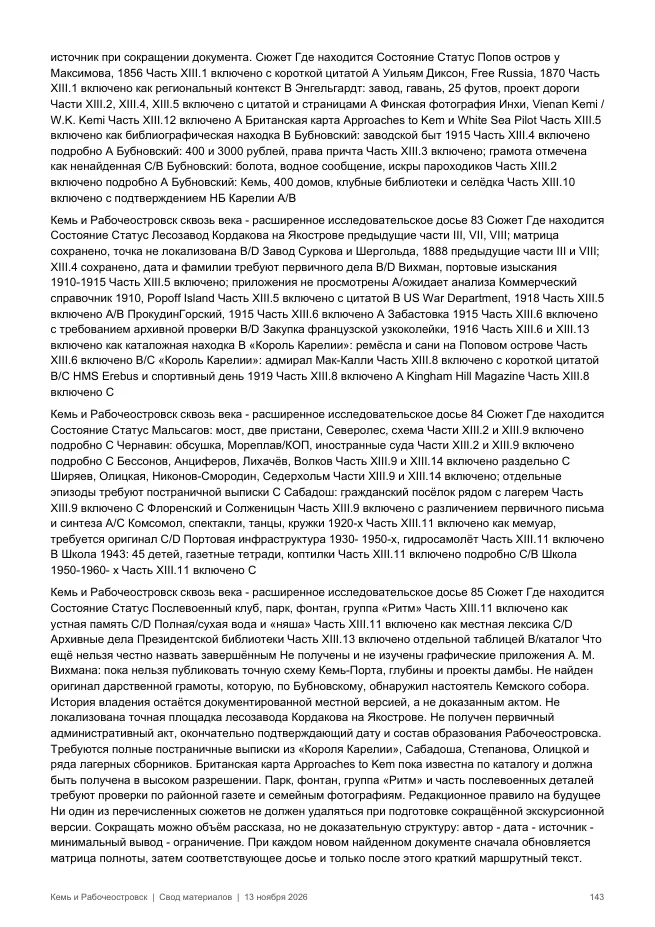 источник при сокращении документа. Сюжет Где находится Состояние Статус Попов остров у
Максимова, 1856 Часть XIII.1 включено с короткой цитатой A Уильям Диксон, Free Russia, 1870 Часть
XIII.1 включено как региональный контекст B Энгельгардт: завод, гавань, 25 футов, проект дороги
Части XIII.2, XIII.4, XIII.5 включено с цитатой и страницами A Финская фотография Инхи, Vienan Kemi /
W.K. Kemi Часть XIII.12 включено A Британская карта Approaches to Kem и White Sea Pilot Часть XIII.5
включено как библиографическая находка B Бубновский: заводской быт 1915 Часть XIII.4 включено
подробно A Бубновский: 400 и 3000 рублей, права причта Часть XIII.3 включено; грамота отмечена
как ненайденная C/B Бубновский: болота, водное сообщение, искры пароходиков Часть XIII.2
включено подробно A Бубновский: Кемь, 400 домов, клубные библиотеки и селёдка Часть XIII.10
включено с подтверждением НБ Карелии A/B
Кемь и Рабочеостровск сквозь века - расширенное исследовательское досье 83 Сюжет Где находится
Состояние Статус Лесозавод Кордакова на Якострове предыдущие части III, VII, VIII; матрица
сохранено, точка не локализована B/D Завод Суркова и Шергольда, 1888 предыдущие части III и VIII;
XIII.4 сохранено, дата и фамилии требуют первичного дела B/D Вихман, портовые изыскания
1910-1915 Часть XIII.5 включено; приложения не просмотрены A/ожидает анализа Коммерческий
справочник 1910, Popoff Island Часть XIII.5 включено с цитатой B US War Department, 1918 Часть XIII.5
включено A/B ПрокудинГорский, 1915 Часть XIII.6 включено A Забастовка 1915 Часть XIII.6 включено
с требованием архивной проверки B/D Закупка французской узкоколейки, 1916 Часть XIII.6 и XIII.13
включено как каталожная находка B «Король Карелии»: ремёсла и сани на Поповом острове Часть
XIII.6 включено B/C «Король Карелии»: адмирал Мак-Калли Часть XIII.8 включено с короткой цитатой
B/C HMS Erebus и спортивный день 1919 Часть XIII.8 включено A Kingham Hill Magazine Часть XIII.8
включено C
Кемь и Рабочеостровск сквозь века - расширенное исследовательское досье 84 Сюжет Где находится
Состояние Статус Мальсагов: мост, две пристани, Северолес, схема Части XIII.2 и XIII.9 включено
подробно C Чернавин: обсушка, Мореплав/КОП, иностранные суда Части XIII.2 и XIII.9 включено
подробно C Бессонов, Анциферов, Лихачёв, Волков Часть XIII.9 и XIII.14 включено раздельно C
Ширяев, Олицкая, Никонов-Смородин, Седерхольм Части XIII.9 и XIII.14 включено; отдельные
эпизоды требуют постраничной выписки C Сабадош: гражданский посёлок рядом с лагерем Часть
XIII.9 включено C Флоренский и Солженицын Часть XIII.9 включено с различением первичного письма
и синтеза A/C Комсомол, спектакли, танцы, кружки 1920-х Часть XIII.11 включено как мемуар,
требуется оригинал C/D Портовая инфраструктура 1930- 1950-х, гидросамолёт Часть XIII.11 включено
B Школа 1943: 45 детей, газетные тетради, коптилки Часть XIII.11 включено подробно C/B Школа
1950-1960- х Часть XIII.11 включено C
Кемь и Рабочеостровск сквозь века - расширенное исследовательское досье 85 Сюжет Где находится
Состояние Статус Послевоенный клуб, парк, фонтан, группа «Ритм» Часть XIII.11 включено как
устная память C/D Полная/сухая вода и «няша» Часть XIII.11 включено как местная лексика C/D
Архивные дела Президентской библиотеки Часть XIII.13 включено отдельной таблицей B/каталог Что
ещё нельзя честно назвать завершённым Не получены и не изучены графические приложения А. М.
Вихмана: пока нельзя публиковать точную схему Кемь-Порта, глубины и проекты дамбы. Не найден
оригинал дарственной грамоты, которую, по Бубновскому, обнаружил настоятель Кемского собора.
История владения остаётся документированной местной версией, а не доказанным актом. Не
локализована точная площадка лесозавода Кордакова на Якострове. Не получен первичный
административный акт, окончательно подтверждающий дату и состав образования Рабочеостровска.
Требуются полные постраничные выписки из «Короля Карелии», Сабадоша, Степанова, Олицкой и
ряда лагерных сборников. Британская карта Approaches to Kem пока известна по каталогу и должна
быть получена в высоком разрешении. Парк, фонтан, группа «Ритм» и часть послевоенных деталей
требуют проверки по районной газете и семейным фотографиям. Редакционное правило на будущее
Ни один из перечисленных сюжетов не должен удаляться при подготовке сокращённой экскурсионной
версии. Сокращать можно объём рассказа, но не доказательную структуру: автор - дата - источник -
минимальный вывод - ограничение. При каждом новом найденном документе сначала обновляется
матрица полноты, затем соответствующее досье и только после этого краткий маршрутный текст.
Кемь и Рабочеостровск | Свод материалов | 13 ноября 2026
143